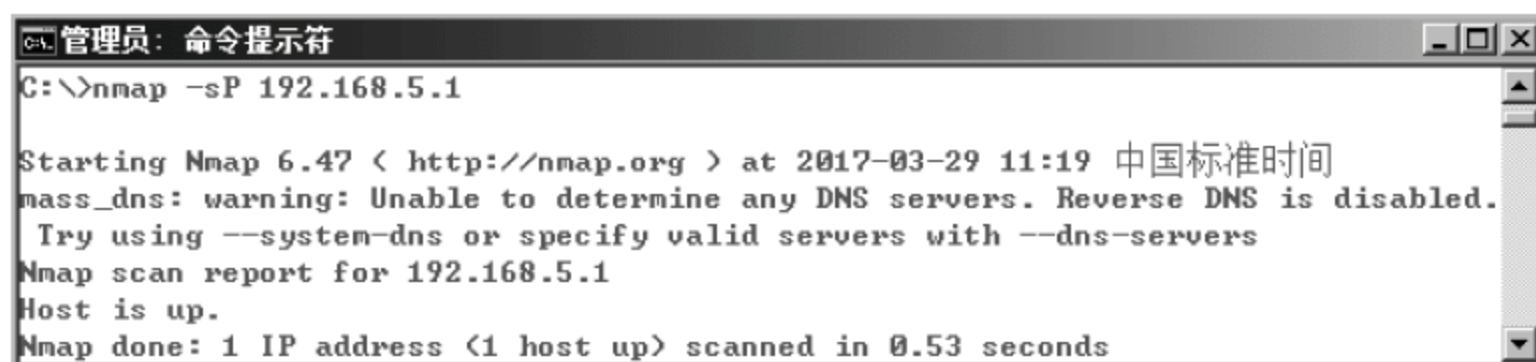 管理员: 命令提示符
C:\>nmap -sP 192.168.5.1
Starting Nmap 6.47 ( http://nmap.org ) at 2017-03-29 11:19 中国标准时间
mass_dns: warning: Unable to determine any DNS servers. Reverse DNS is disabled.
Try using --system-dns or specify valid servers with --dns-servers
Nmap scan report for 192.168.5.1
Host is up.
Nmap done: 1 IP address (1 host up) scanned in 0.53 seconds